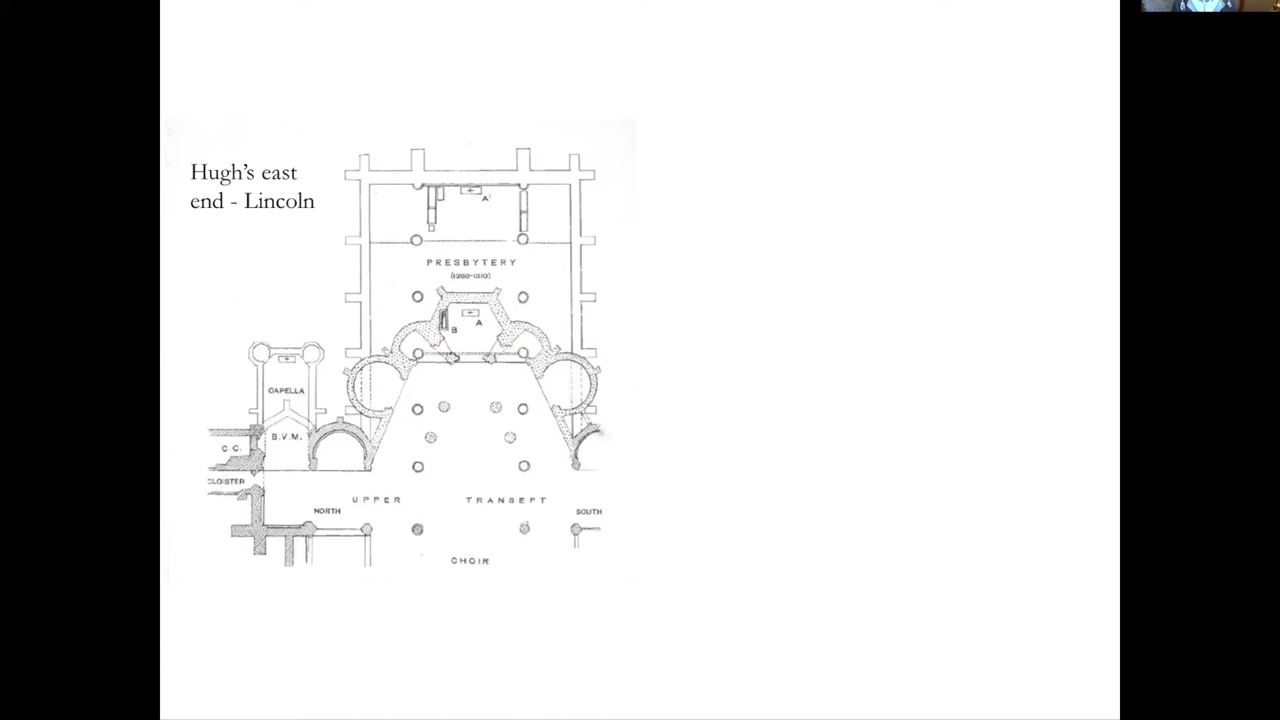 Hugh's east
end - Lincoln
A'
PRESBYTERY
(1260-1310)
A
B
CAPELLA
B.V.M.
C.C.
CLOISTER
UPPER TRANSEPT
NORTH
SOUTH
CHOIR